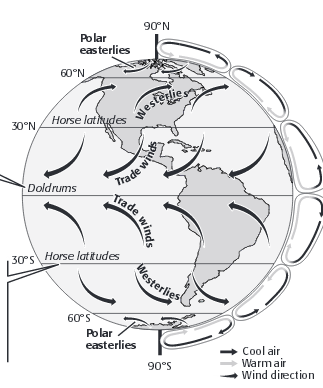 90°N
Polar
easterlies
60°N
Westerlies
Horse latitudes
30°N
Trade winds
Doldrums
Trade winds
Horse latitudes
30°S
Westerlies
60°S
Polar
easterlies
90°S
Cool air
Warm air
Wind direction